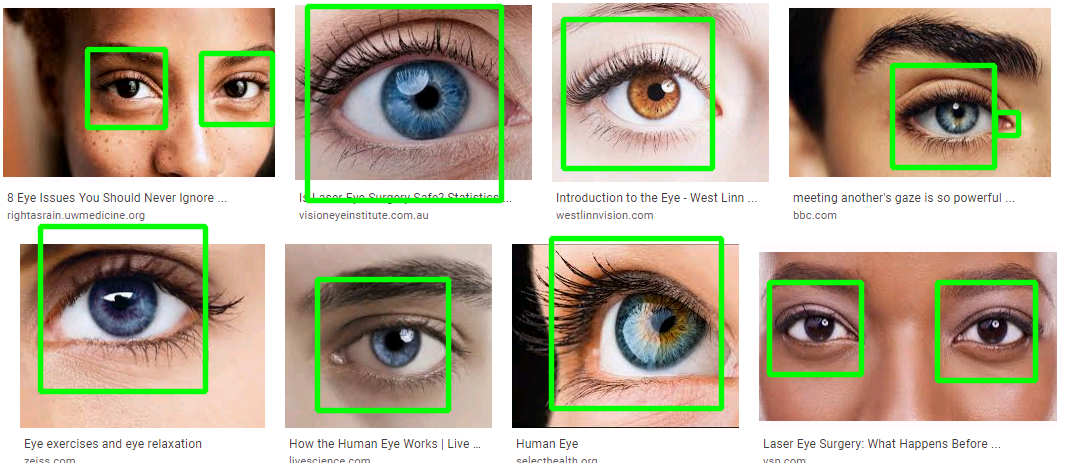 8 Eye Issues You Should Never Ignore ...
rightasrain.uwmedicine.org
Is Laser Eye Surgery Safe? Statistics ...
visioneyeinstitute.com.au
Introduction to the Eye - West Linn ...
westlinnvision.com
meeting another's gaze is so powerful ...
bbc.com
Eye exercises and eye relaxation
zeiss.com
How the Human Eye Works | Live ...
livescience.com
Human Eye
selecthealth.org
Laser Eye Surgery: What Happens Before ...
vsp.com